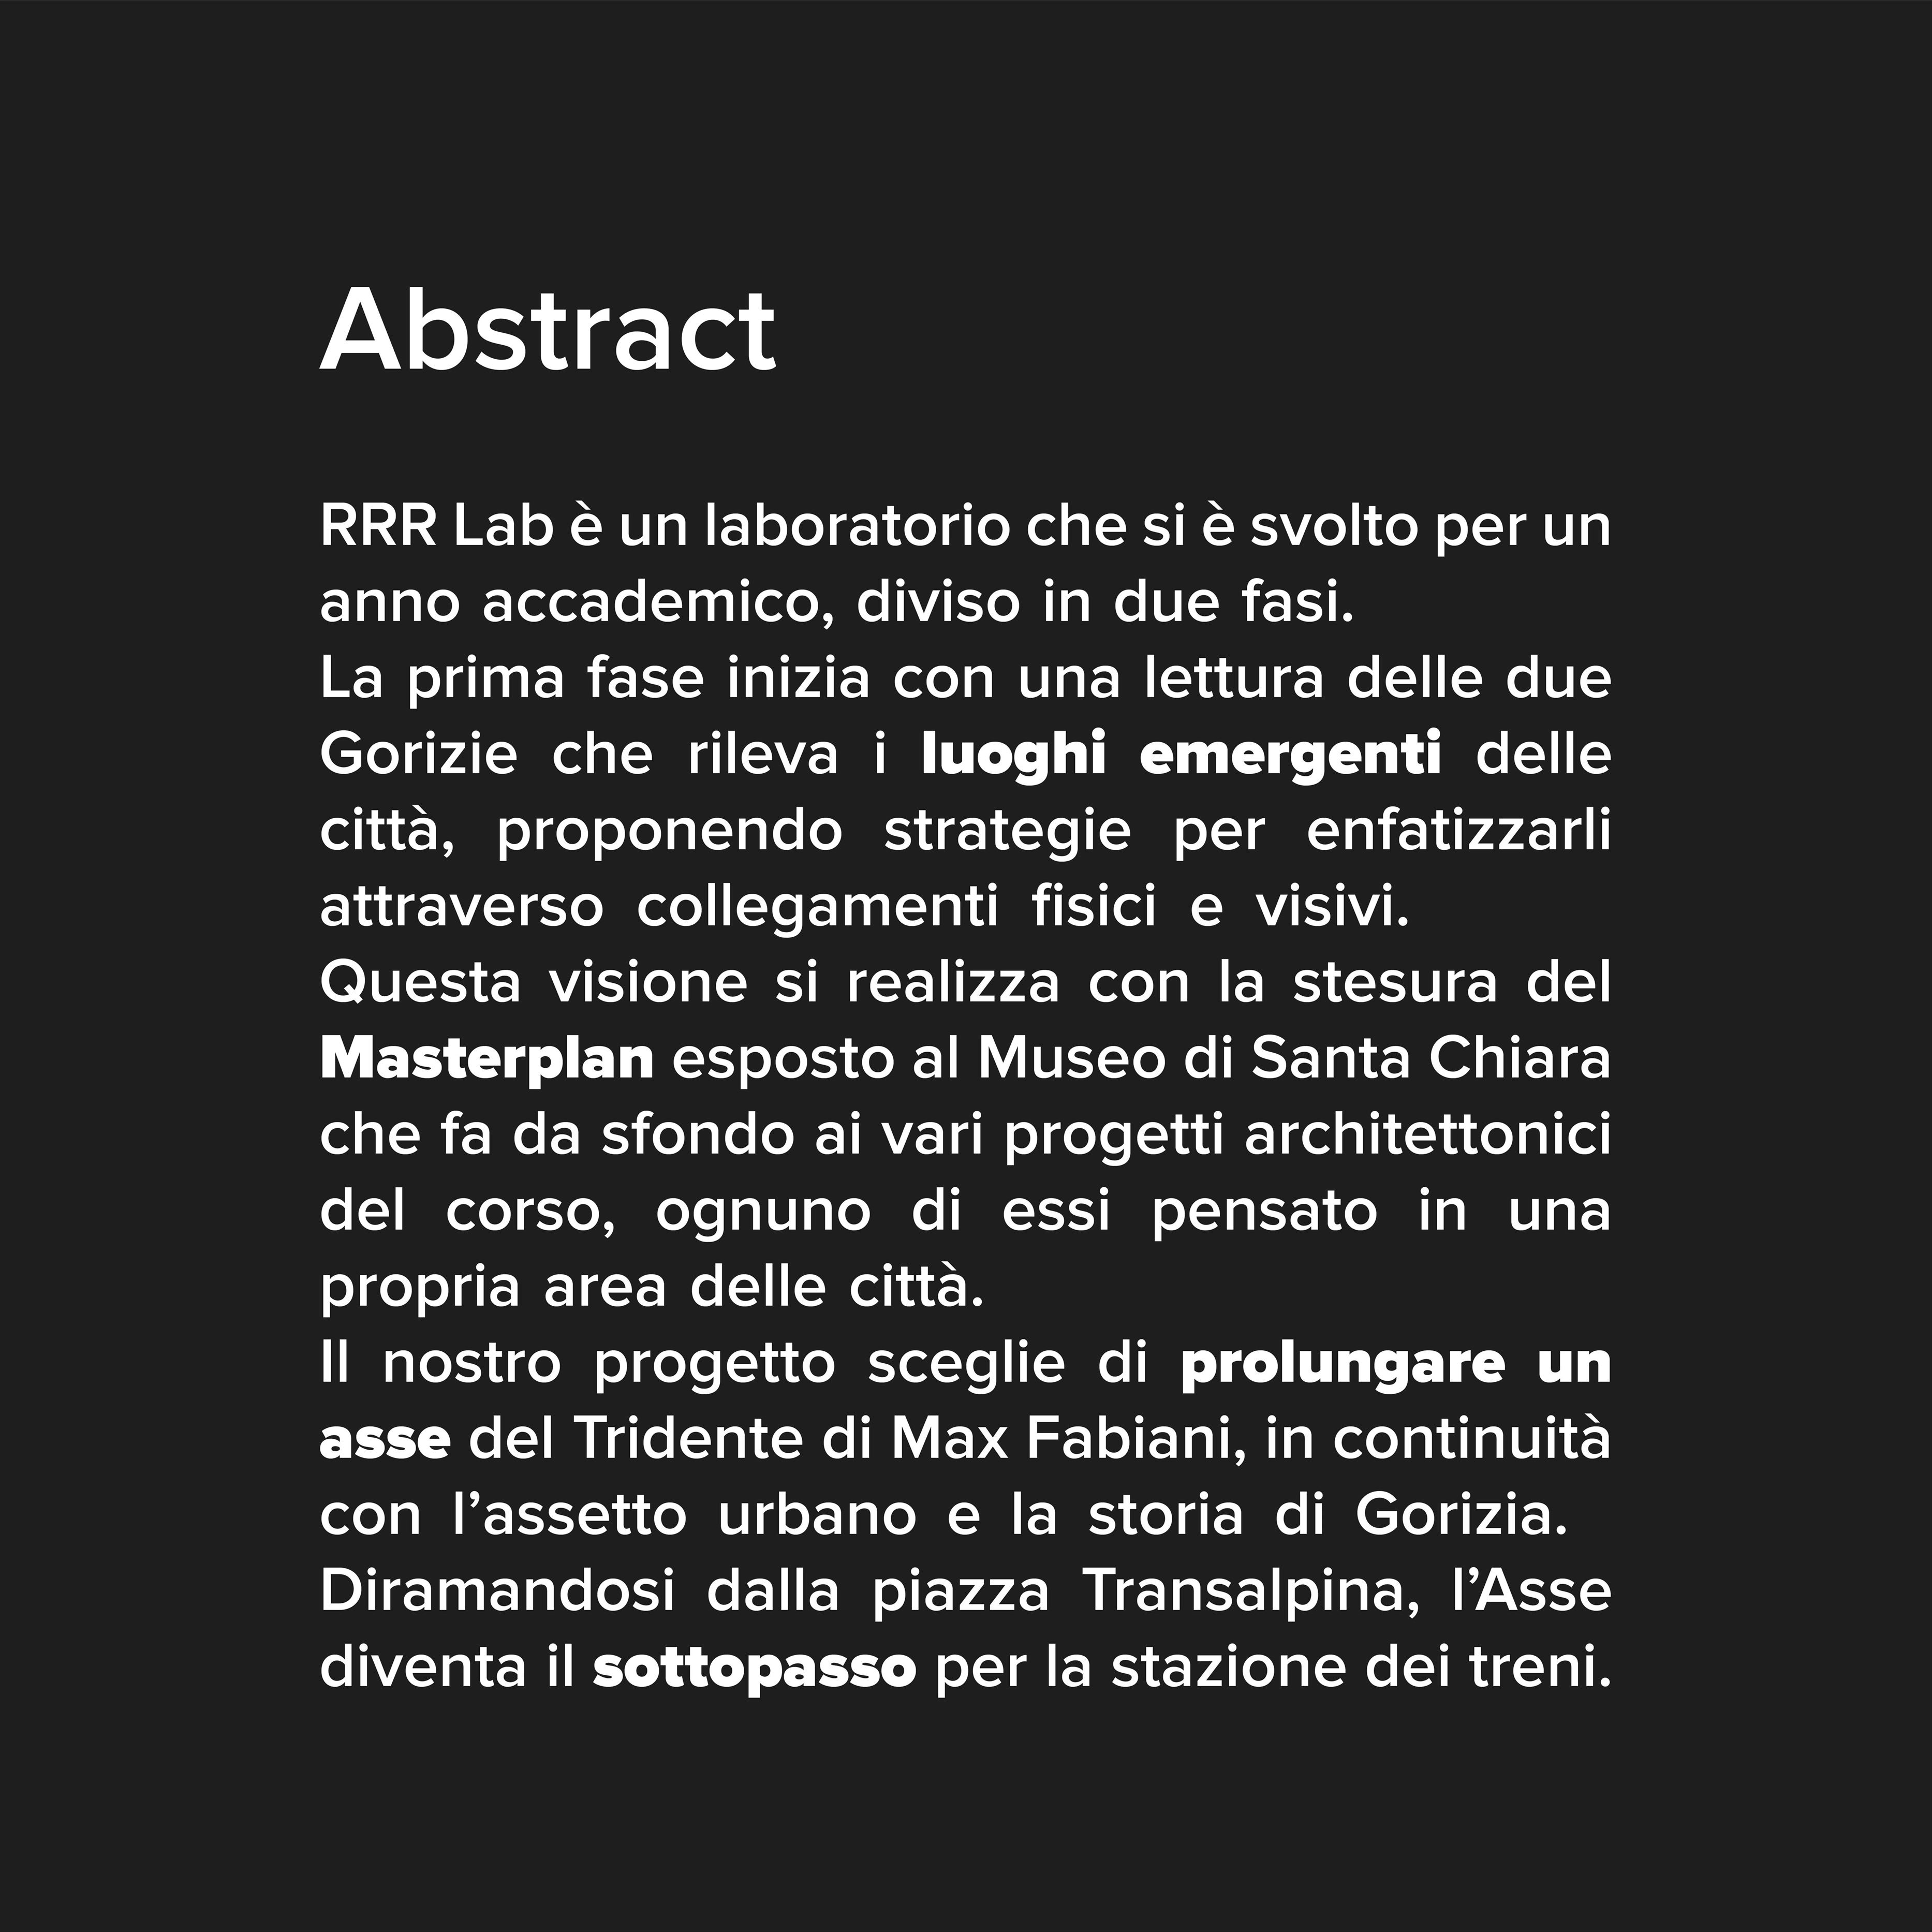 Abstract
RRR Lab è un laboratorio che si è svolto per un
anno accademico, diviso in due fasi.
La prima fase inizia con una lettura delle due
Gorizie che rileva i luoghi emergenti delle
città, proponendo strategie per enfatizzarli
attraverso collegamenti fisici e visivi.
Questa visione si realizza con la stesura del
Masterplan esposto al Museo di Santa Chiara
che fa da sfondo ai vari progetti architettonici
del corso, ognuno di essi pensato in una
propria area delle città.
Il nostro progetto sceglie di prolungare un
asse del Tridente di Max Fabiani, in continuità
con l’assetto urbano e la storia di Gorizia.
Diramandosi dalla piazza Transalpina, l’Asse
diventa il sottopasso per la stazione dei treni.